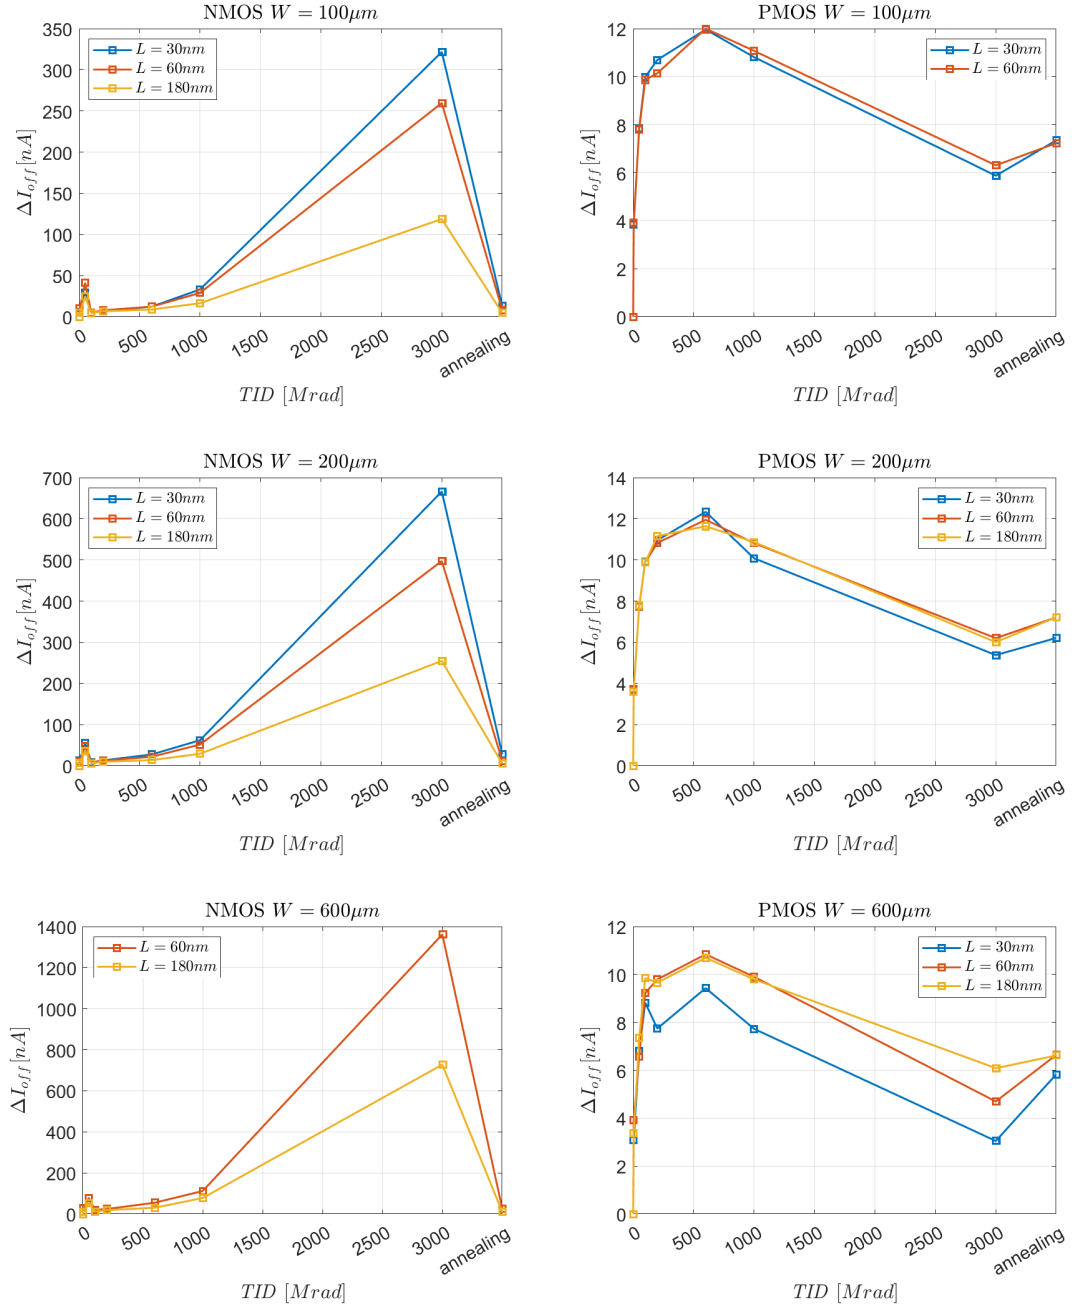 NMOS W = 100μm
ΔI_off[nA]
350
300
250
200
150
100
50
0
L = 30nm
L = 60nm
L = 180nm
0 500 1000 1500 2000 2500 3000 annealing
TID [Mrad]
PMOS W = 100μm
ΔI_off[nA]
12
10
8
6
4
2
0
L = 30nm
L = 60nm
0 500 1000 1500 2000 2500 3000 annealing
TID [Mrad]
NMOS W = 200μm
ΔI_off[nA]
700
600
500
400
300
200
100
0
L = 30nm
L = 60nm
L = 180nm
0 500 1000 1500 2000 2500 3000 annealing
TID [Mrad]
PMOS W = 200μm
ΔI_off[nA]
14
12
10
8
6
4
2
0
L = 30nm
L = 60nm
L = 180nm
0 500 1000 1500 2000 2500 3000 annealing
TID [Mrad]
NMOS W = 600μm
ΔI_off[nA]
1400
1200
1000
800
600
400
200
0
L = 60nm
L = 180nm
0 500 1000 1500 2000 2500 3000 annealing
TID [Mrad]
PMOS W = 600μm
ΔI_off[nA]
12
10
8
6
4
2
0
L = 30nm
L = 60nm
L = 180nm
0 500 1000 1500 2000 2500 3000 annealing
TID [Mrad]